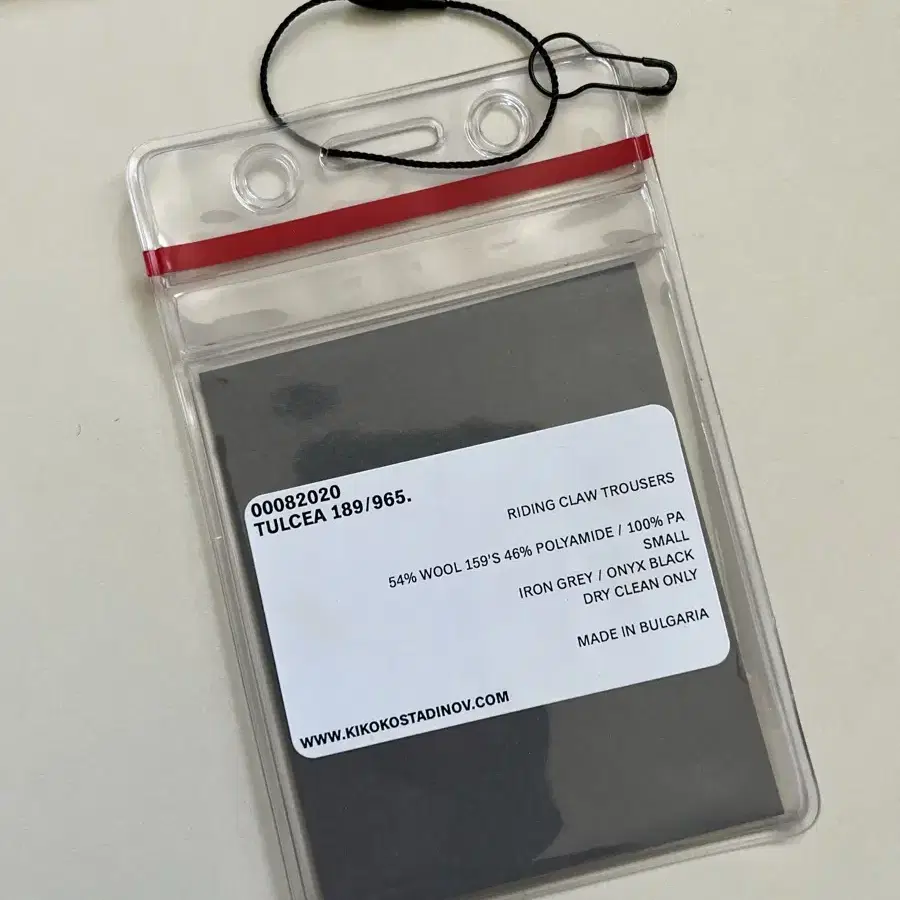 00082020
TULCEA 189/965.
RIDING CLAW TROUSERS
54% WOOL 159'S 46% POLYAMIDE / 100% PA
SMALL
IRON GREY / ONYX BLACK
DRY CLEAN ONLY
MADE IN BULGARIA
WWW.KIKOKOSTADINOV.COM